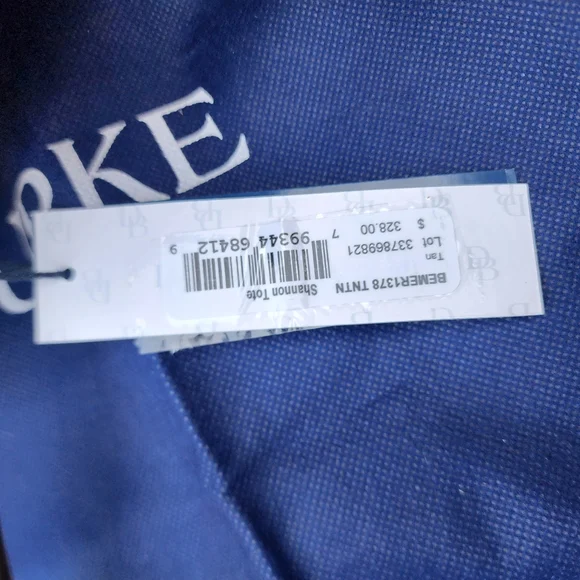 RKE
BEMER1378 TNTN Shannon Tote
Tan
Lot 337869821
$ 328.00
7 99344 68412 9